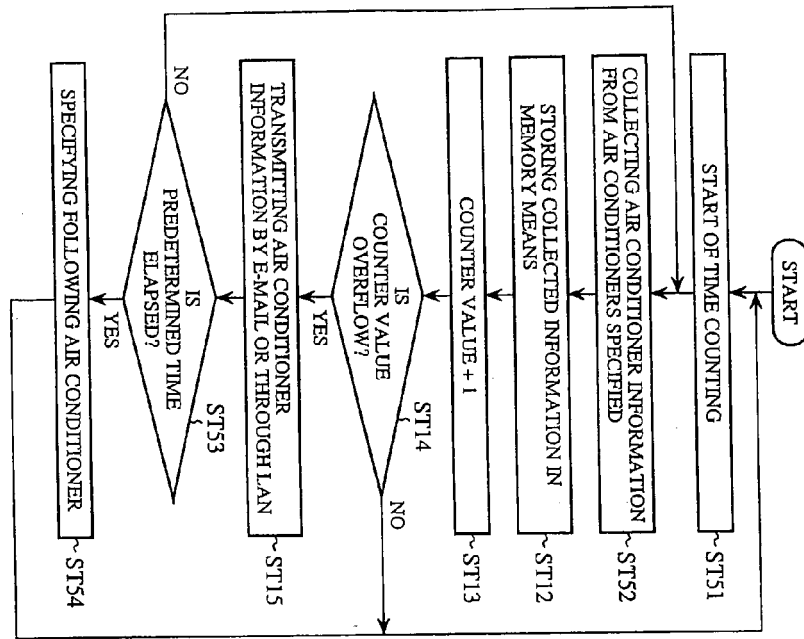 START
START OF TIME COUNTING
ST51
COLLECTING AIR CONDITIONER INFORMATION
FROM AIR CONDITIONERS SPECIFIED
ST52
STORING COLLECTED INFORMATION IN
MEMORY MEANS
ST12
COUNTER VALUE + 1
ST13
IS
COUNTER VALUE
OVERFLOW?
ST14
NO
YES
TRANSMITTING AIR CONDITIONER
INFORMATION BY E-MAIL OR THROUGH LAN
ST15
IS
PREDETERMINED TIME
ELAPSED?
ST53
NO
YES
SPECIFYING FOLLOWING AIR CONDITIONER
ST54